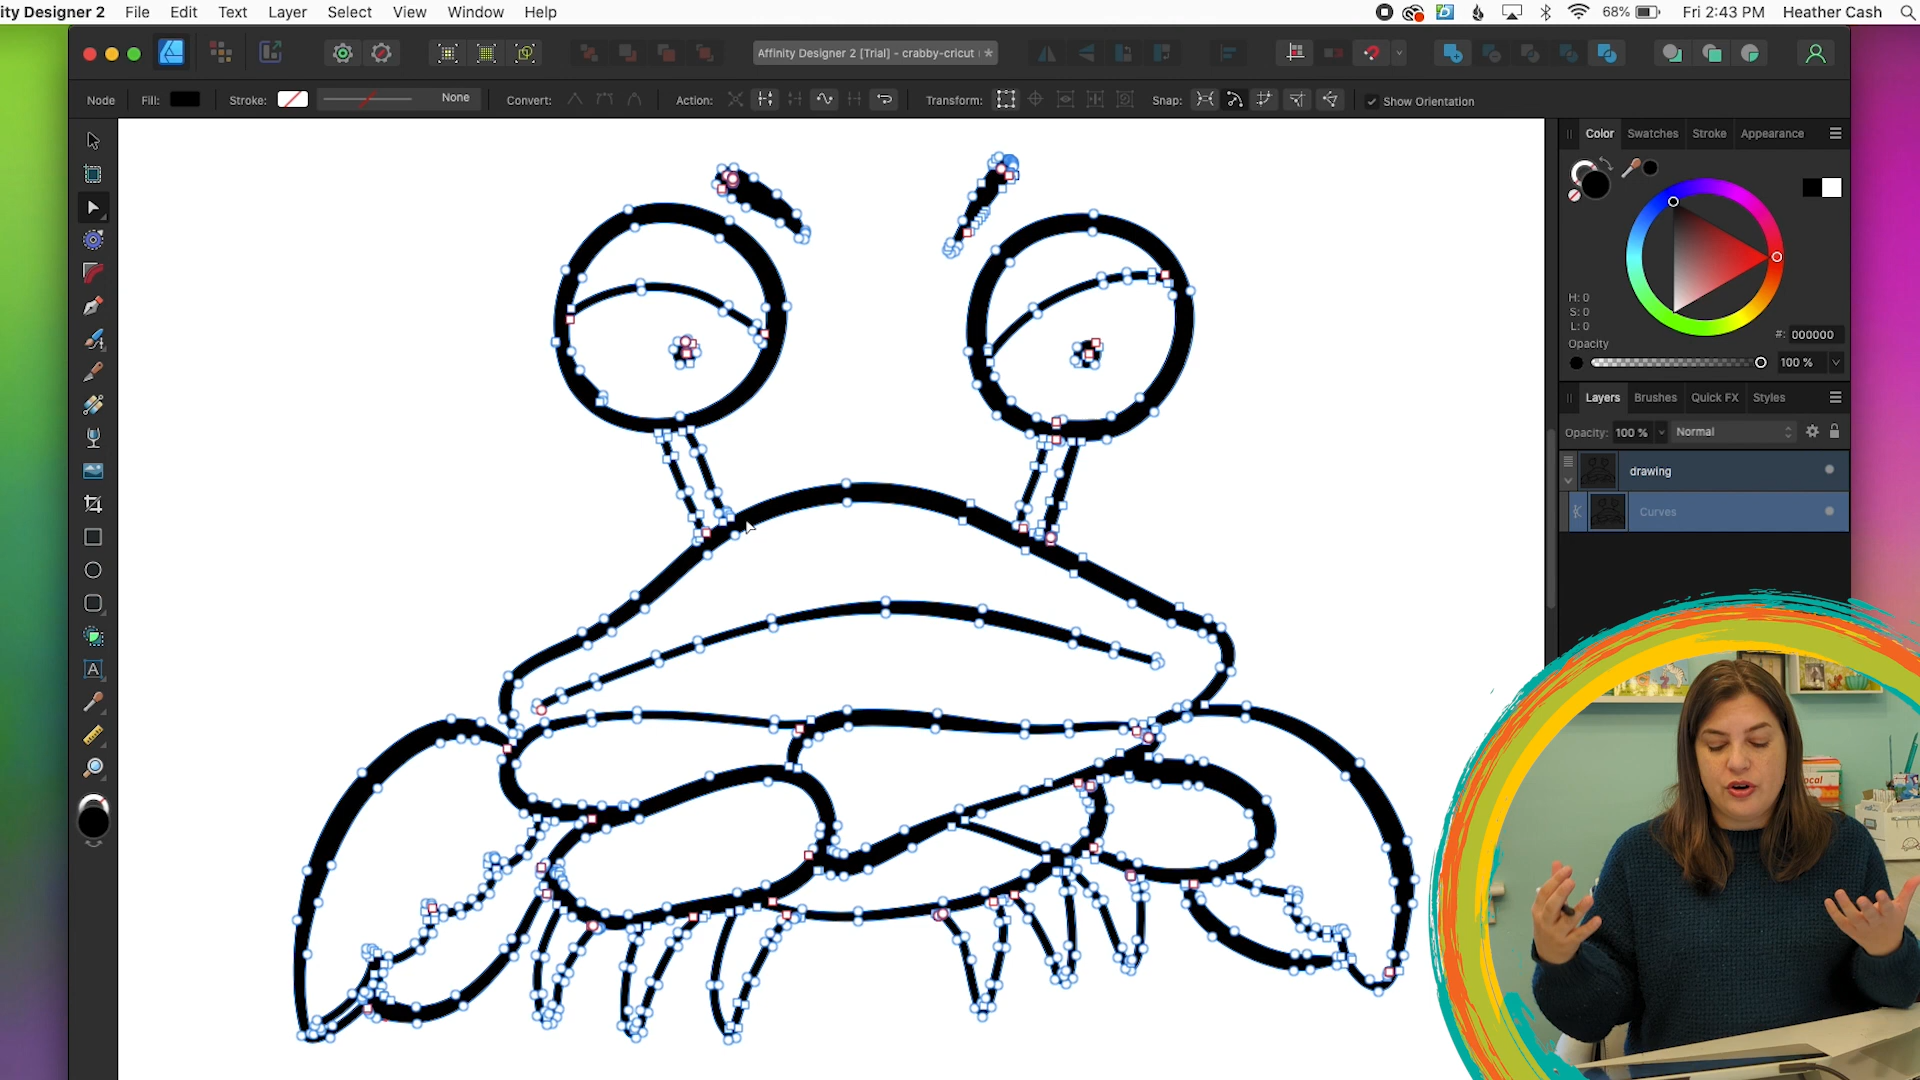 ity Designer 2 File Edit Text Layer Select View Window Help 68% Fri 2:43 PM Heather Cash
Affinity Designer 2 [Trial] - crabby-cricut
Node Fill: Stroke: None Convert: Action: Transform: Snap: Show Orientation
Color Swatches Stroke Appearance
H: 0
S: 0
L: 0
#: 000000
Opacity
100 %
Layers Brushes Quick FX Styles
Opacity: 100 % Normal
drawing
Curves